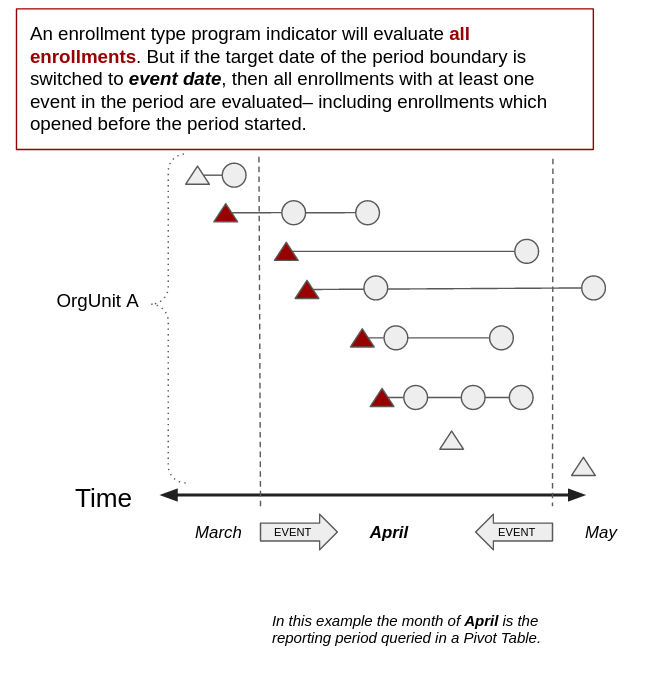 An enrollment type program indicator will evaluate all
enrollments. But if the target date of the period boundary is
switched to event date, then all enrollments with at least one
event in the period are evaluated– including enrollments which
opened before the period started.
OrgUnit A
Time
March
EVENT
April
EVENT
May
In this example the month of April is the
reporting period queried in a Pivot Table.